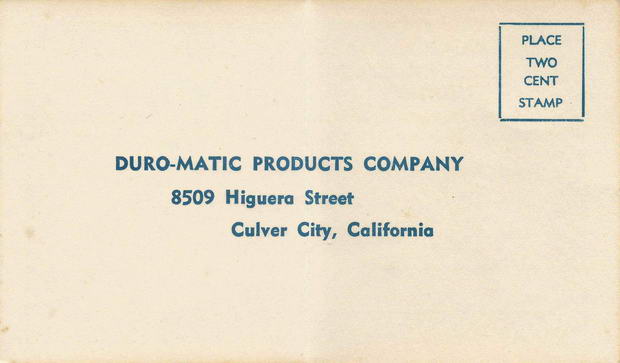 PLACE
TWO
CENT
STAMP
DURO-MATIC PRODUCTS COMPANY
8509 Higuera Street
Culver City, California